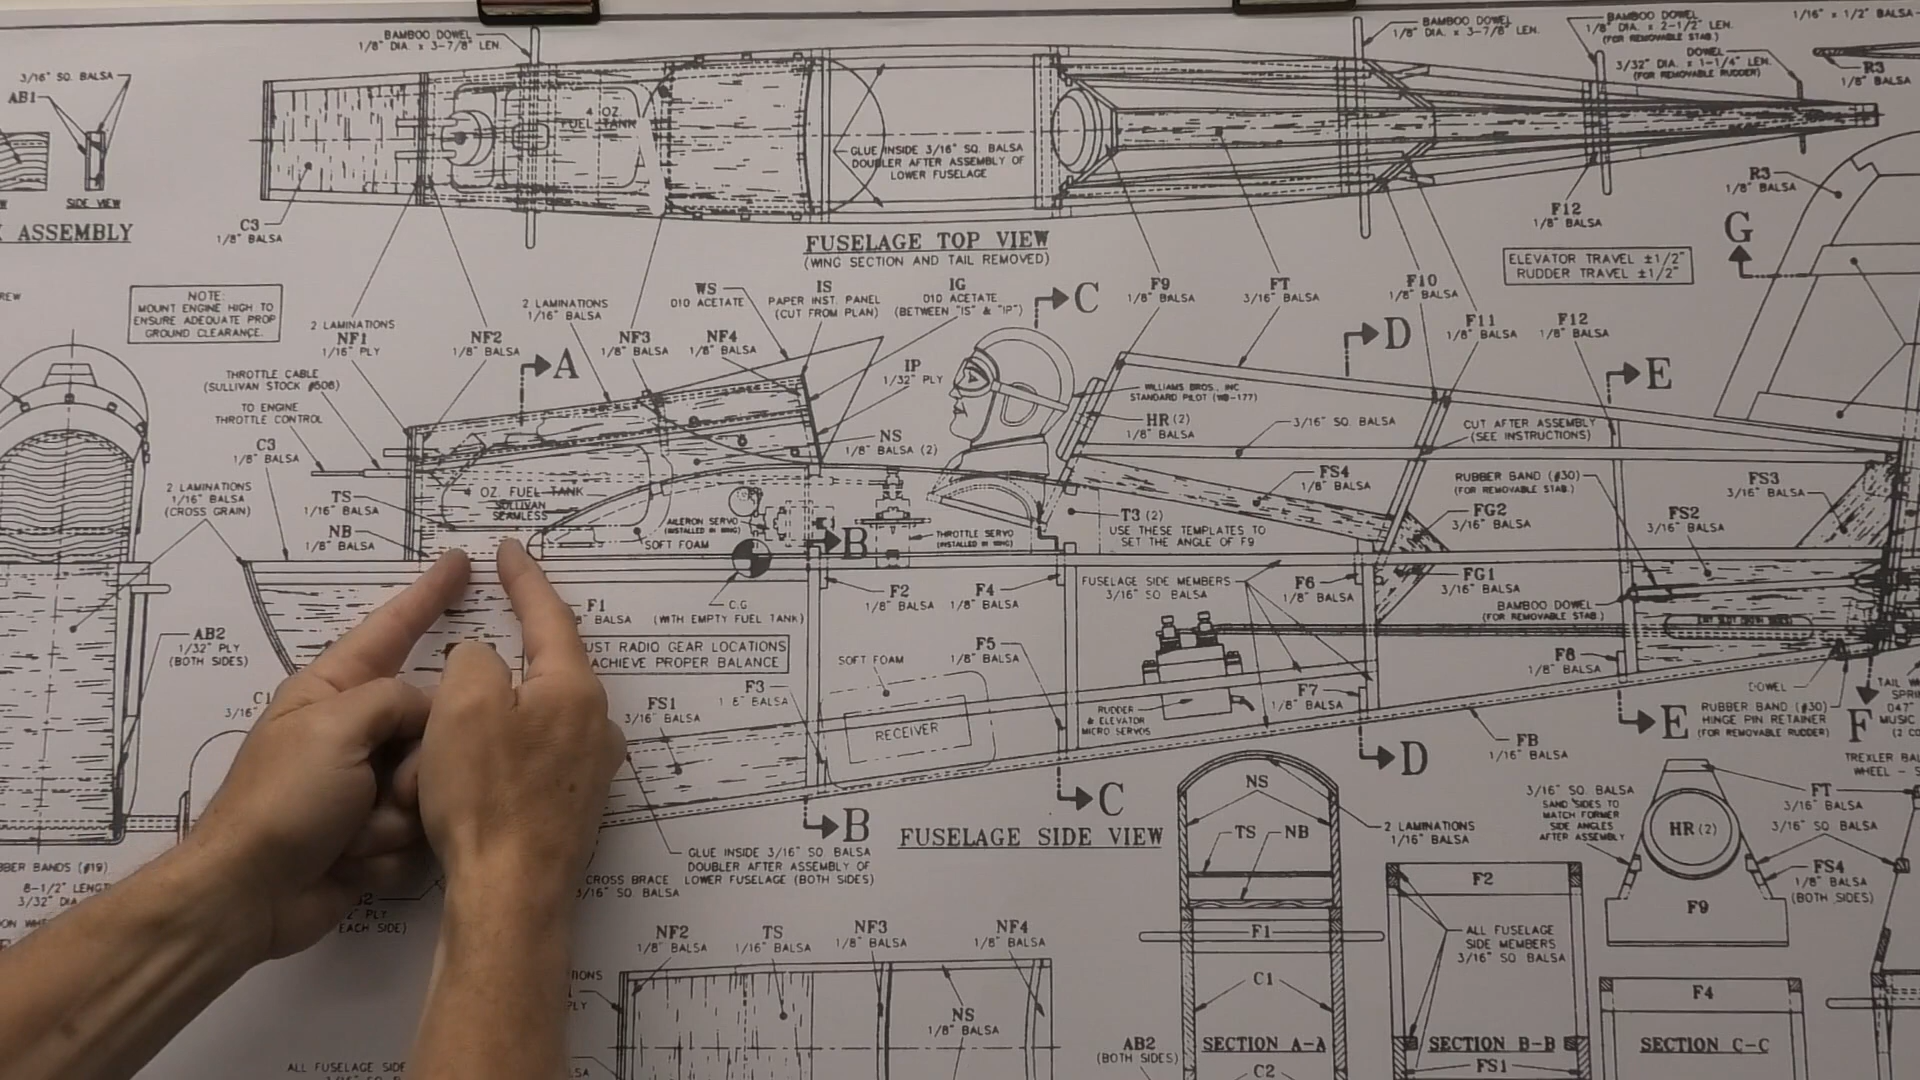 BAMBOO DOWEL
1/8" DIA. x 3-7/8" LEN.
BAMBOO DOWEL
1/8" DIA. x 3-7/8" LEN.
BAMBOO DOWEL
1/8" DIA. x 2-1/2" LEN.
(FOR REMOVABLE STAB.)
DOWEL
3/32" DIA. x 1-1/4" LEN.
(FOR REMOVABLE RUDDER)
1/16" x 1/2" BALSA
R3
1/8" BALSA
3/16" SQ. BALSA
AB1
SIDE VIEW
ASSEMBLY
4 OZ.
FUEL TANK
GLUE INSIDE 3/16" SQ. BALSA
DOUBLER AFTER ASSEMBLY OF
LOWER FUSELAGE
C3
1/8" BALSA
FUSELAGE TOP VIEW
(WING SECTION AND TAIL REMOVED)
F12
1/8" BALSA
R3
1/8" BALSA
G
ELEVATOR TRAVEL ±1/2"
RUDDER TRAVEL ±1/2"
NOTE:
MOUNT ENGINE HIGH TO
ENSURE ADEQUATE PROP
GROUND CLEARANCE.
2 LAMINATIONS
NF1
1/16" PLY
NF2
1/8" BALSA
2 LAMINATIONS
1/16" BALSA
NF3
1/8" BALSA
NF4
1/8" BALSA
WS
010 ACETATE
IS
PAPER INST. PANEL
(CUT FROM PLAN)
IG
010 ACETATE
(BETWEEN "IS" & "IP")
C
F9
1/8" BALSA
FT
3/16" BALSA
F10
1/8" BALSA
F11
1/8" BALSA
F12
1/8" BALSA
D
E
A
IP
1/32" PLY
THROTTLE CABLE
(SULLIVAN STOCK #508)
TO ENGINE
THROTTLE CONTROL
C3
1/8" BALSA
2 LAMINATIONS
1/16" BALSA
(CROSS GRAIN)
TS
1/16" BALSA
NB
1/8" BALSA
OZ. FUEL TANK
SULLIVAN
SEAMLESS
SOFT FOAM
AILERON SERVO
(INSTALLED IN WING)
B
NS
1/8" BALSA (2)
THROTTLE SERVO
(INSTALLED IN WING)
WILLIAMS BROS., INC
STANDARD PILOT (WB-177)
HR (2)
1/8" BALSA
3/16" SQ. BALSA
CUT AFTER ASSEMBLY
(SEE INSTRUCTIONS)
FS4
1/8" BALSA
RUBBER BAND (#30)
(FOR REMOVABLE STAB.)
FG2
3/16" BALSA
FS2
3/16" BALSA
FS3
3/16" BALSA
T3 (2)
USE THESE TEMPLATES TO
SET THE ANGLE OF F9
FUSELAGE SIDE MEMBERS
3/16" SQ BALSA
F6
1/8" BALSA
FG1
3/16" BALSA
BAMBOO DOWEL
(FOR REMOVABLE STAB.)
F1
BALSA
C.G
(WITH EMPTY FUEL TANK)
UST RADIO GEAR LOCATIONS
ACHIEVE PROPER BALANCE
F2
1/8" BALSA
F4
1/8" BALSA
F5
1/8" BALSA
SOFT FOAM
RECEIVER
AB2
1/32" PLY
(BOTH SIDES)
C1
3/16"
FS1
3/16" BALSA
F3
RUDDER
& ELEVATOR
MICRO SERVOS
F7
1/8" BALSA
F8
1/8" BALSA
DOWEL
RUBBER BAND (#30)
HINGE PIN RETAINER
(FOR REMOVABLE RUDDER)
E
F
B
C
D
FB
1/16" BALSA
FUSELAGE SIDE VIEW
GLUE INSIDE 3/16" SQ BALSA
DOUBLER AFTER ASSEMBLY OF
LOWER FUSELAGE (BOTH SIDES)
CROSS BRACE
3/16" SQ. BALSA
BBER BANDS (#19)
8-1/2" LENGTH
3/32" DIA
EACH SIDE)
NS
TS
NB
2 LAMINATIONS
1/16" BALSA
F1
C1
AB2
(BOTH SIDES)
SECTION A-A
C2
F2
ALL FUSELAGE
SIDE MEMBERS
3/16" SQ BALSA
SECTION B-B
FS1
3/16" SQ. BALSA
SAND SIDES TO
MATCH FORMER
SIDE ANGLES
AFTER ASSEMBLY
HR (2)
F9
FT
3/16" BALSA
3/16" SQ BALSA
FS4
1/8" BALSA
(BOTH SIDES)
F4
SECTION C-C
NF2
1/8" BALSA
TS
1/16" BALSA
NF3
1/8" BALSA
NF4
1/8" BALSA
NS
1/8" BALSA
ALL FUSELAGE SIDE